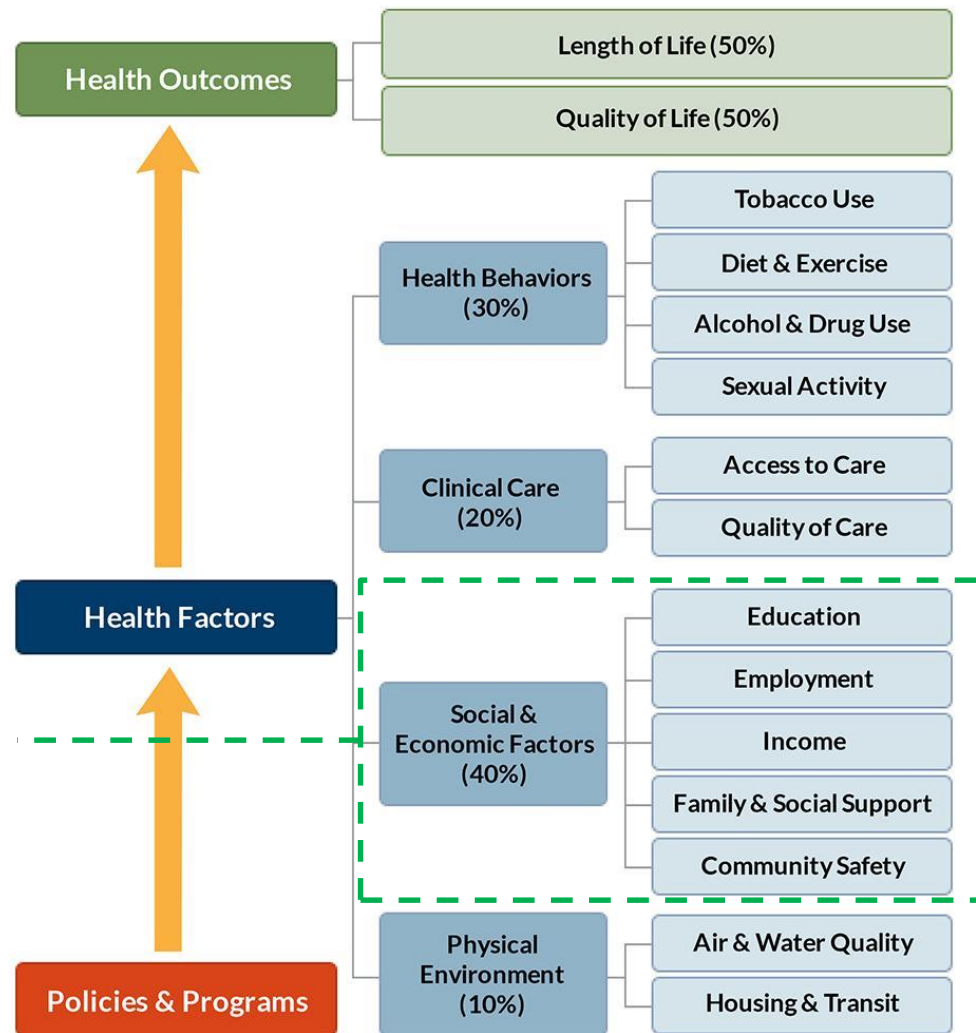 Health Outcomes
Length of Life (50%)
Quality of Life (50%)
Health Behaviors
(30%)
Tobacco Use
Diet & Exercise
Alcohol & Drug Use
Sexual Activity
Clinical Care
(20%)
Access to Care
Quality of Care
Health Factors
Social &
Economic Factors
(40%)
Education
Employment
Income
Family & Social Support
Community Safety
Physical
Environment
(10%)
Air & Water Quality
Housing & Transit
Policies & Programs